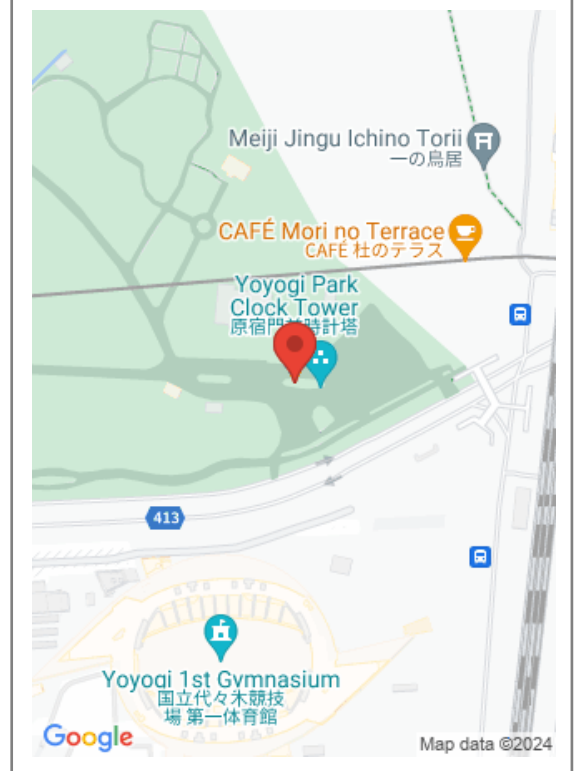 Meiji Jingu Ichino Torii
一の鳥居
CAFÉ Mori no Terrace
CAFÉ 杜のテラス
Yoyogi Park
Clock Tower
原宿門前時計塔
413
Yoyogi 1st Gymnasium
国立代々木競技
場 第一体育館
Google
Map data ©2024